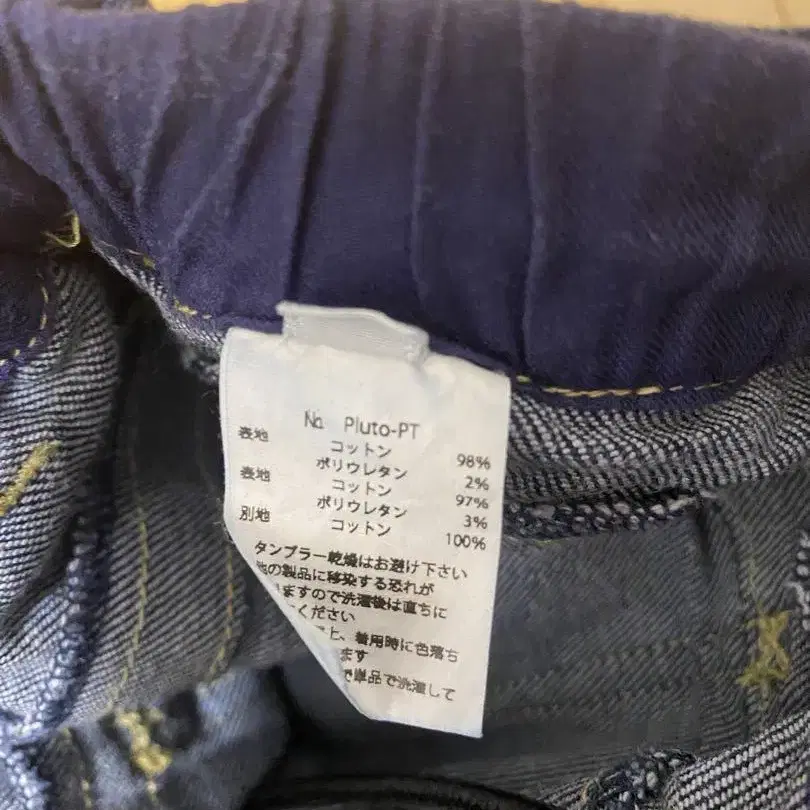 No. Pluto-PT
表地 コットン 98%
ポリウレタン 2%
表地 コットン 97%
ポリウレタン 3%
別地 コットン 100%
タンブラー乾燥はお避け下さい
他の製品に移染する恐れが
ますので洗濯後は直ちに
ください
上、着用時に色落ち
ます
で単品で洗濯して